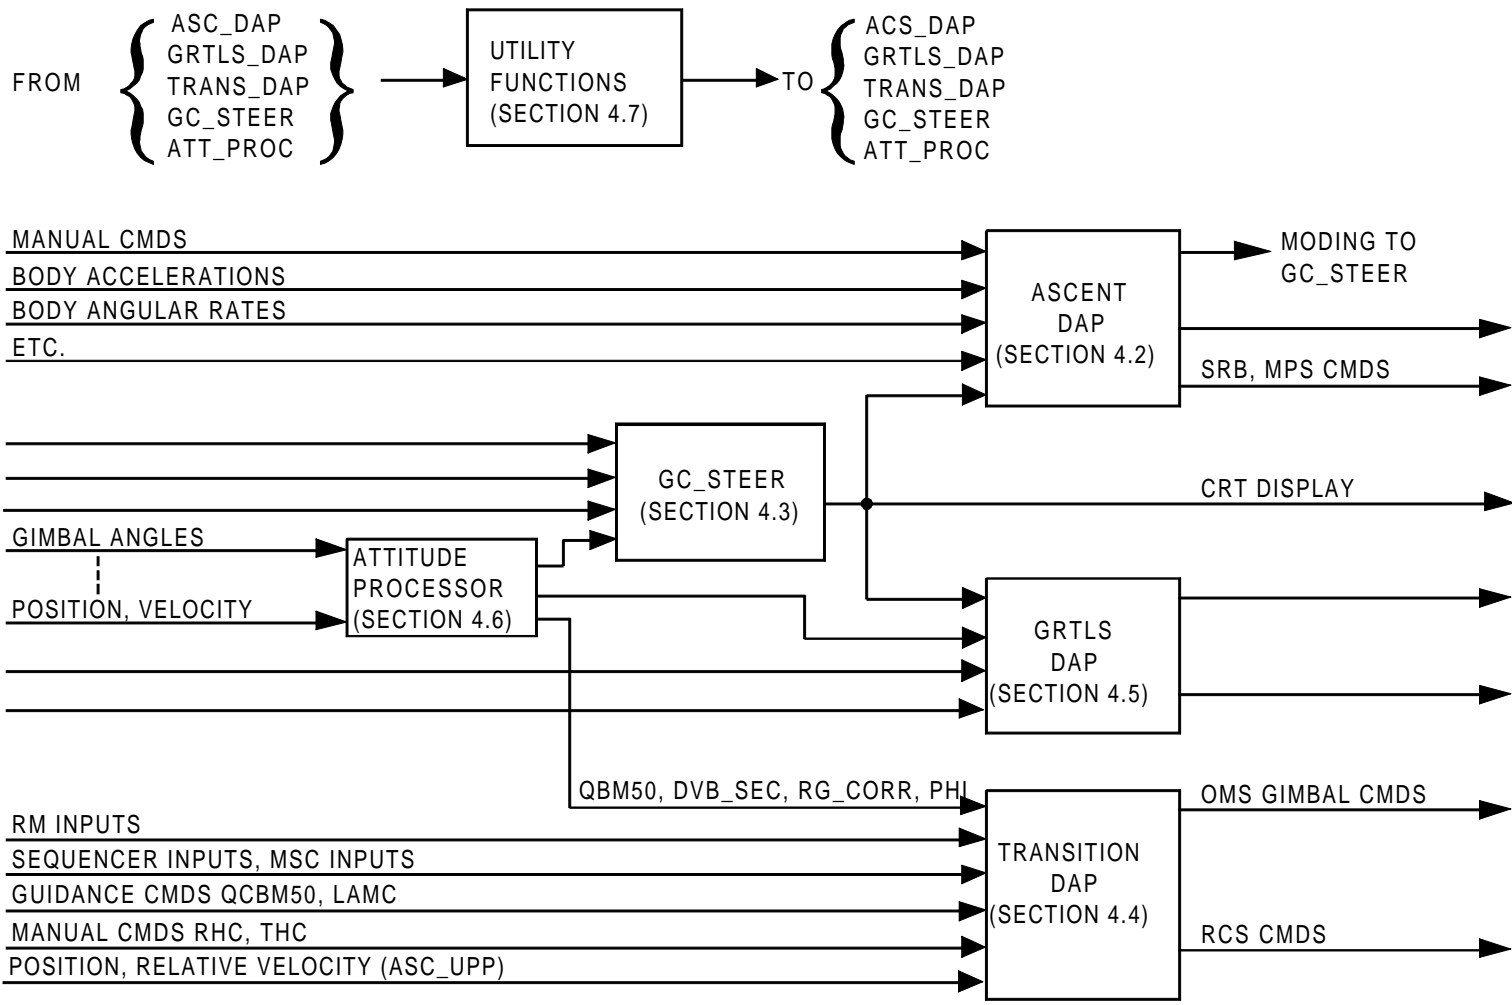 FROM
ASC_DAP
GRTLS_DAP
TRANS_DAP
GC_STEER
ATT_PROC
UTILITY
FUNCTIONS
(SECTION 4.7)
TO
ACS_DAP
GRTLS_DAP
TRANS_DAP
GC_STEER
ATT_PROC
MANUAL CMDS
BODY ACCELERATIONS
BODY ANGULAR RATES
ETC.
ASCENT
DAP
(SECTION 4.2)
MODING TO
GC_STEER
SRB, MPS CMDS
GC_STEER
(SECTION 4.3)
CRT DISPLAY
GIMBAL ANGLES
POSITION, VELOCITY
ATTITUDE
PROCESSOR
(SECTION 4.6)
GRTLS
DAP
(SECTION 4.5)
QBM50, DVB_SEC, RG_CORR, PHI
RM INPUTS
SEQUENCER INPUTS, MSC INPUTS
GUIDANCE CMDS QCBM50, LAMC
MANUAL CMDS RHC, THC
POSITION, RELATIVE VELOCITY (ASC_UPP)
TRANSITION
DAP
(SECTION 4.4)
OMS GIMBAL CMDS
RCS CMDS